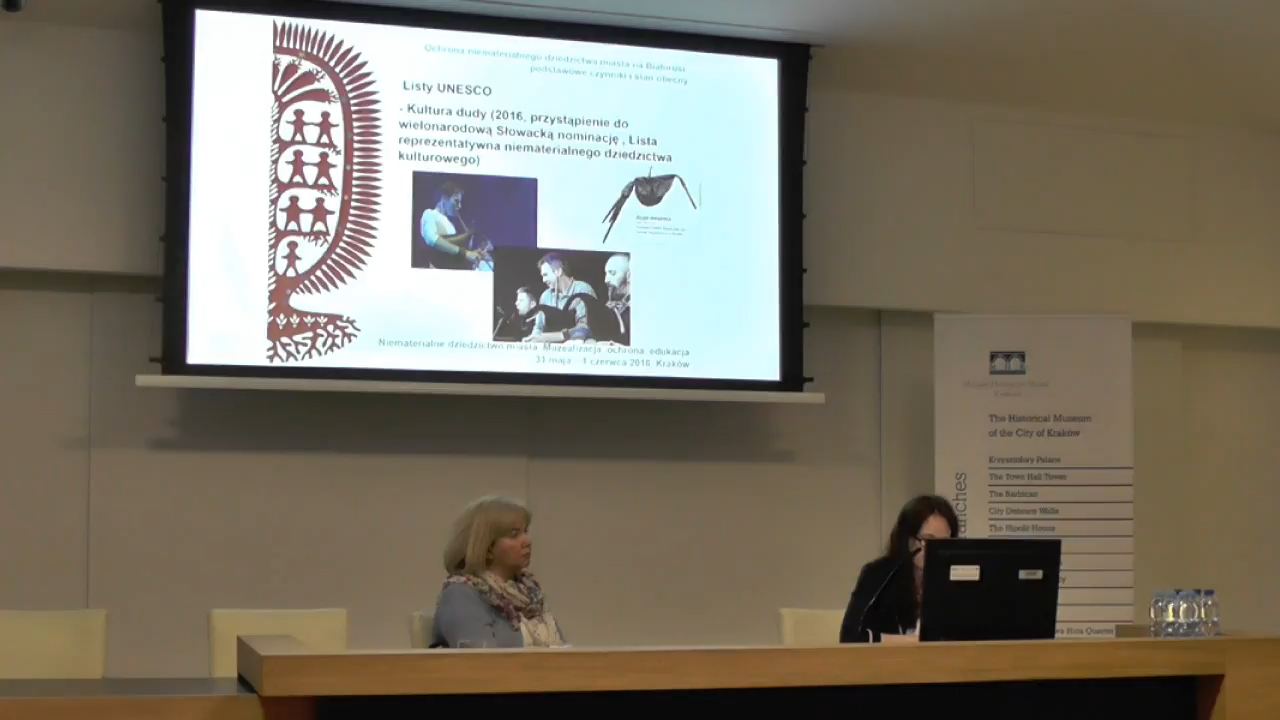 Ochrona niematerialnego dziedzictwa miasta na Białorusi,
podstawowe czynniki i stan obecny
Listy UNESCO
- Kultura dudy (2016, przystąpienie do
wielonarodową Słowacką nominację , Lista
reprezentatywna niematerialnego dziedzictwa
kulturowego)
Niematerialne dziedzictwo miasta. Muzealizacja, ochrona, edukacja
31 maja - 1 czerwca 2016, Kraków
The Historical Museum
of the City of Kraków
Krzysztofory Palace
The Town Hall Tower
The Barbican
City Defence Walls
The Hipolit House